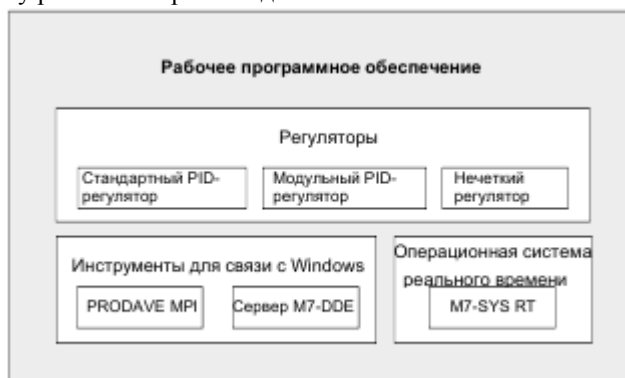 Рабочее программное обеспечение
Регуляторы
Стандартный PID-
регулятор
Модульный PID-
регулятор
Нечеткий
регулятор
Инструменты для связи с Windows
PRODAVE MPI
Сервер M7-DDE
Операционная система
реального времени
M7-SYS RT